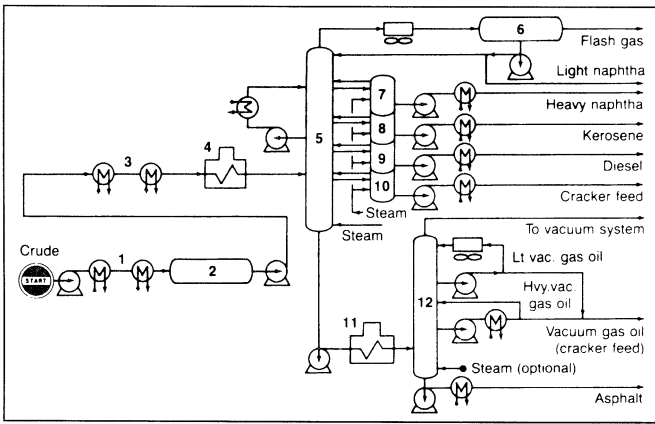 6
Flash gas
Light naphtha
7
Heavy naphtha
4
5
8
Kerosene
3
9
Diesel
10
Cracker feed
Steam
Steam
To vacuum system
Crude
1
2
Lt vac. gas oil
START
Hvy.vac.
gas oil
12
11
Vacuum gas oil
(cracker feed)
Steam (optional)
Asphalt